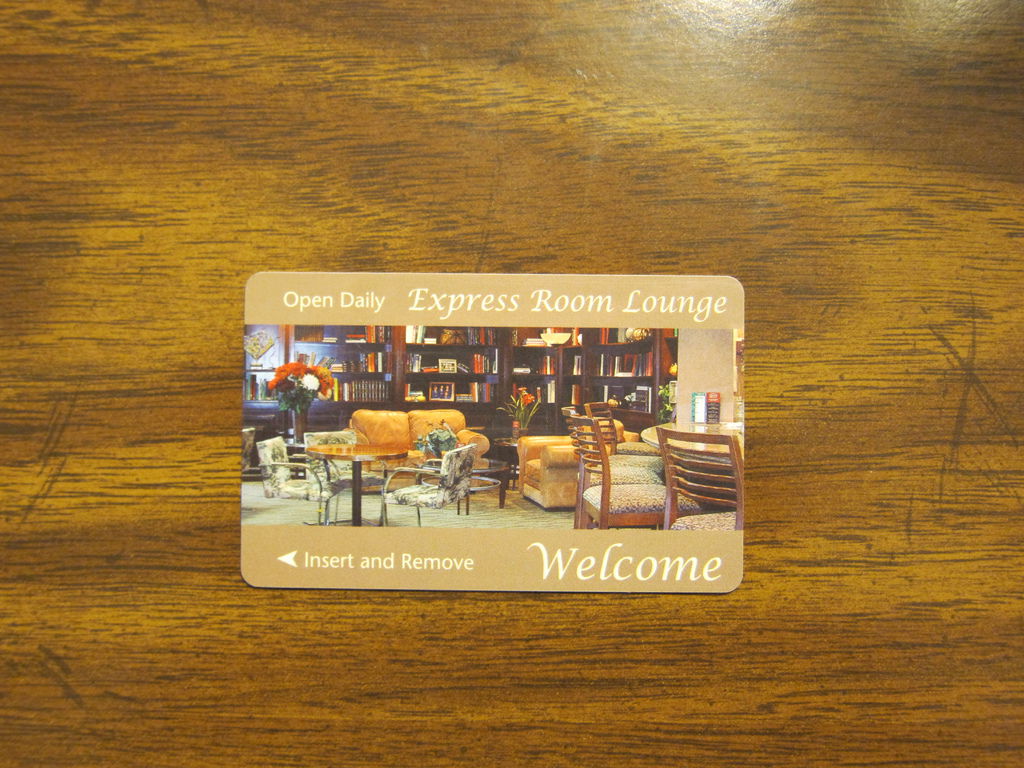 Open Daily Express Room Lounge
Insert and Remove Welcome